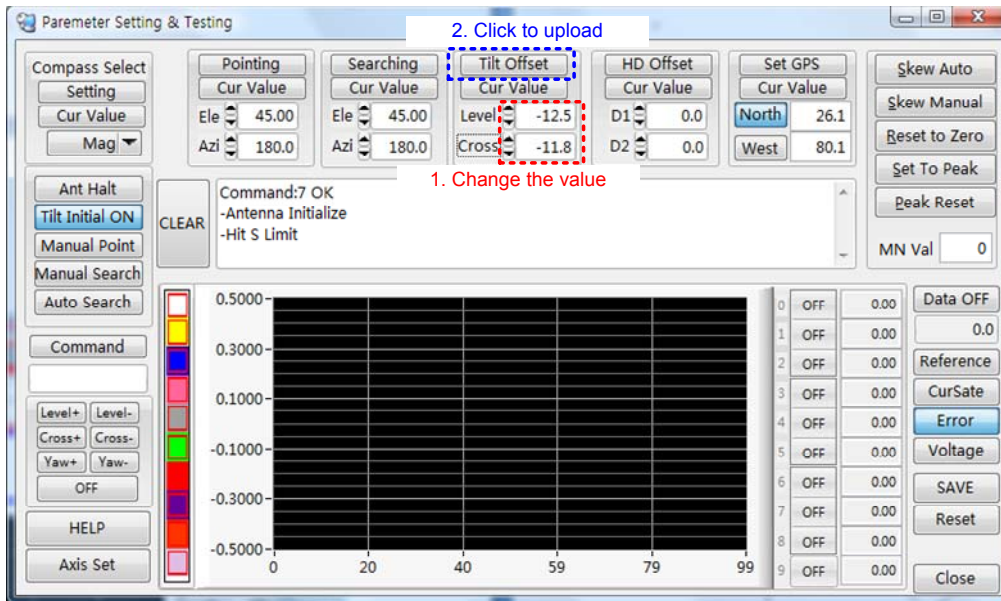 Paremeter Setting & Testing
2. Click to upload
Compass Select
Setting
Cur Value
Mag
Pointing
Cur Value
Ele 45.00
Azi 180.0
Searching
Cur Value
Ele 45.00
Azi 180.0
Tilt Offset
Cur Value
Level -12.5
Cross -11.8
HD Offset
Cur Value
D1 0.0
D2 0.0
Set GPS
Cur Value
North 26.1
West 80.1
Skew Auto
Skew Manual
Reset to Zero
Set To Peak
Peak Reset
MN Val 0
1. Change the value
Ant Halt
Tilt Initial ON
Manual Point
Manual Search
Auto Search
CLEAR
Command:7 OK
-Antenna Initialize
-Hit S Limit
Command
Level+ Level-
Cross+ Cross-
Yaw+ Yaw-
OFF
HELP
Axis Set
0.5000
0.3000
0.1000
-0.1000
-0.3000
-0.5000
0 20 40 59 79 99
0 OFF 0.00
1 OFF 0.00
2 OFF 0.00
3 OFF 0.00
4 OFF 0.00
5 OFF 0.00
6 OFF 0.00
7 OFF 0.00
8 OFF 0.00
9 OFF 0.00
Data OFF
0.0
Reference
CurSate
Error
Voltage
SAVE
Reset
Close